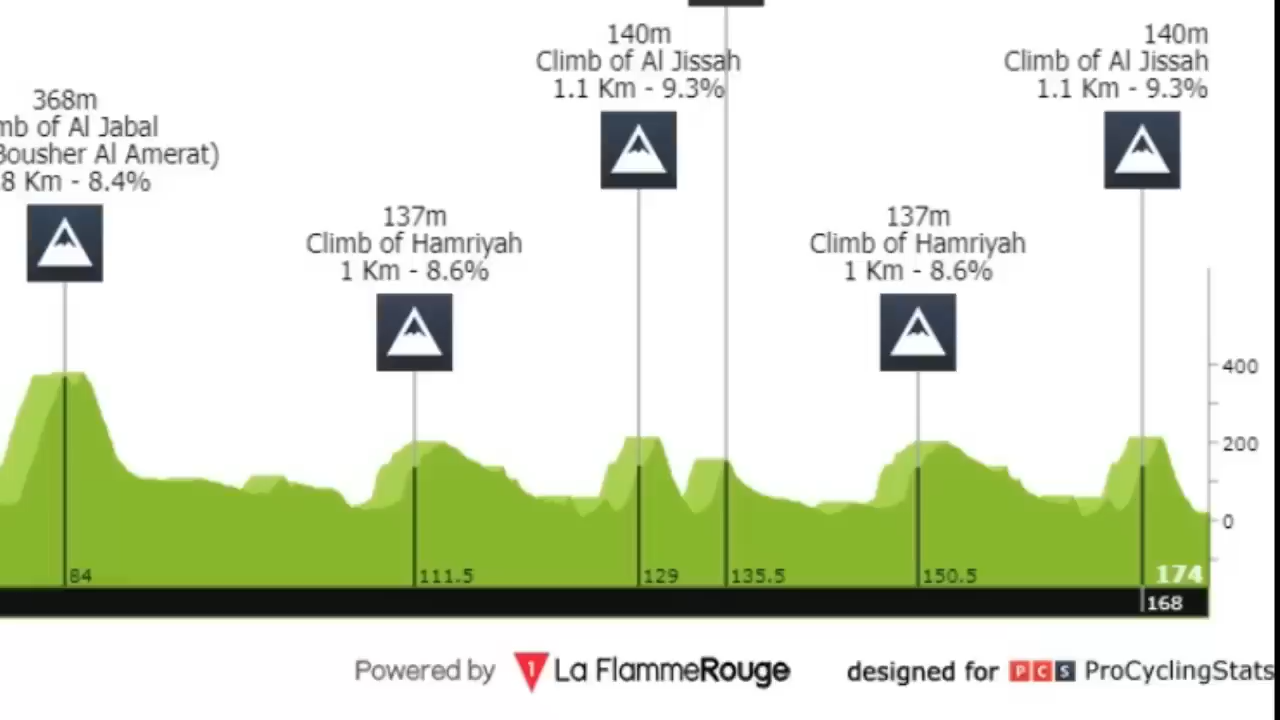 140m
Climb of Al Jissah
1.1 Km - 9.3%
140m
Climb of Al Jissah
1.1 Km - 9.3%
368m
mb of Al Jabal
Bousher Al Amerat)
8 Km - 8.4%
137m
Climb of Hamriyah
1 Km - 8.6%
137m
Climb of Hamriyah
1 Km - 8.6%
400
200
0
84
111.5
129
135.5
150.5
174
168
Powered by 1 La FlammeRouge designed for PCS ProCyclingStats